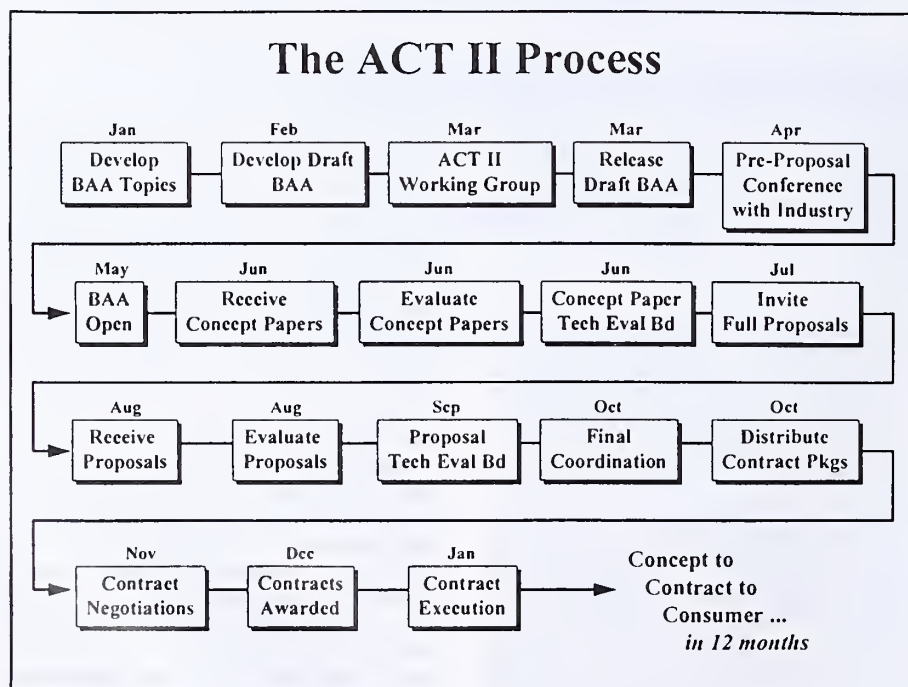 The ACT II Process
Jan
Develop
BAA Topics
Feb
Develop Draft
BAA
Mar
ACT II
Working Group
Mar
Release
Draft BAA
Apr
Pre-Proposal
Conference
with Industry
May
BAA
Open
Jun
Receive
Concept Papers
Jun
Evaluate
Concept Papers
Jun
Concept Paper
Tech Eval Bd
Jul
Invite
Full Proposals
Aug
Receive
Proposals
Aug
Evaluate
Proposals
Sep
Proposal
Tech Eval Bd
Oct
Final
Coordination
Oct
Distribute
Contract Pkgs
Nov
Contract
Negotiations
Dec
Contracts
Awarded
Jan
Contract
Execution
Concept to
Contract to
Consumer ...
in 12 months